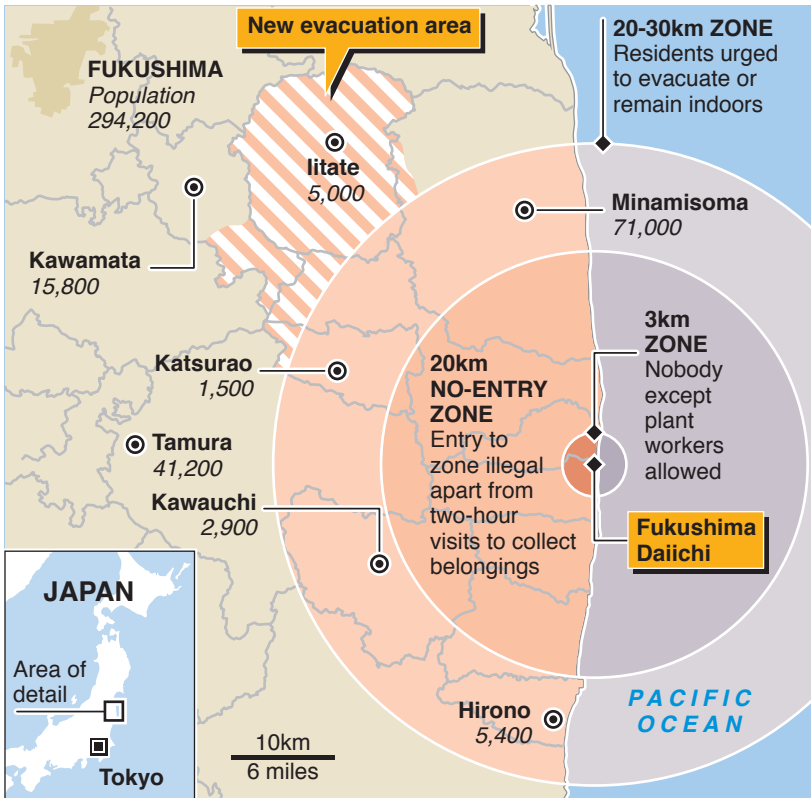 New evacuation area
20-30km ZONE
Residents urged
to evacuate or
remain indoors
FUKUSHIMA
Population
294,200
Iitate
5,000
Minamisoma
71,000
Kawamata
15,800
3km
ZONE
Nobody
except
plant
workers
allowed
Katsurao
1,500
20km
NO-ENTRY
ZONE
Entry to
zone illegal
apart from
two-hour
visits to collect
belongings
Tamura
41,200
Kawauchi
2,900
Fukushima
Daiichi
JAPAN
Area of
detail
Tokyo
Hirono
5,400
PACIFIC
OCEAN
10km
6 miles